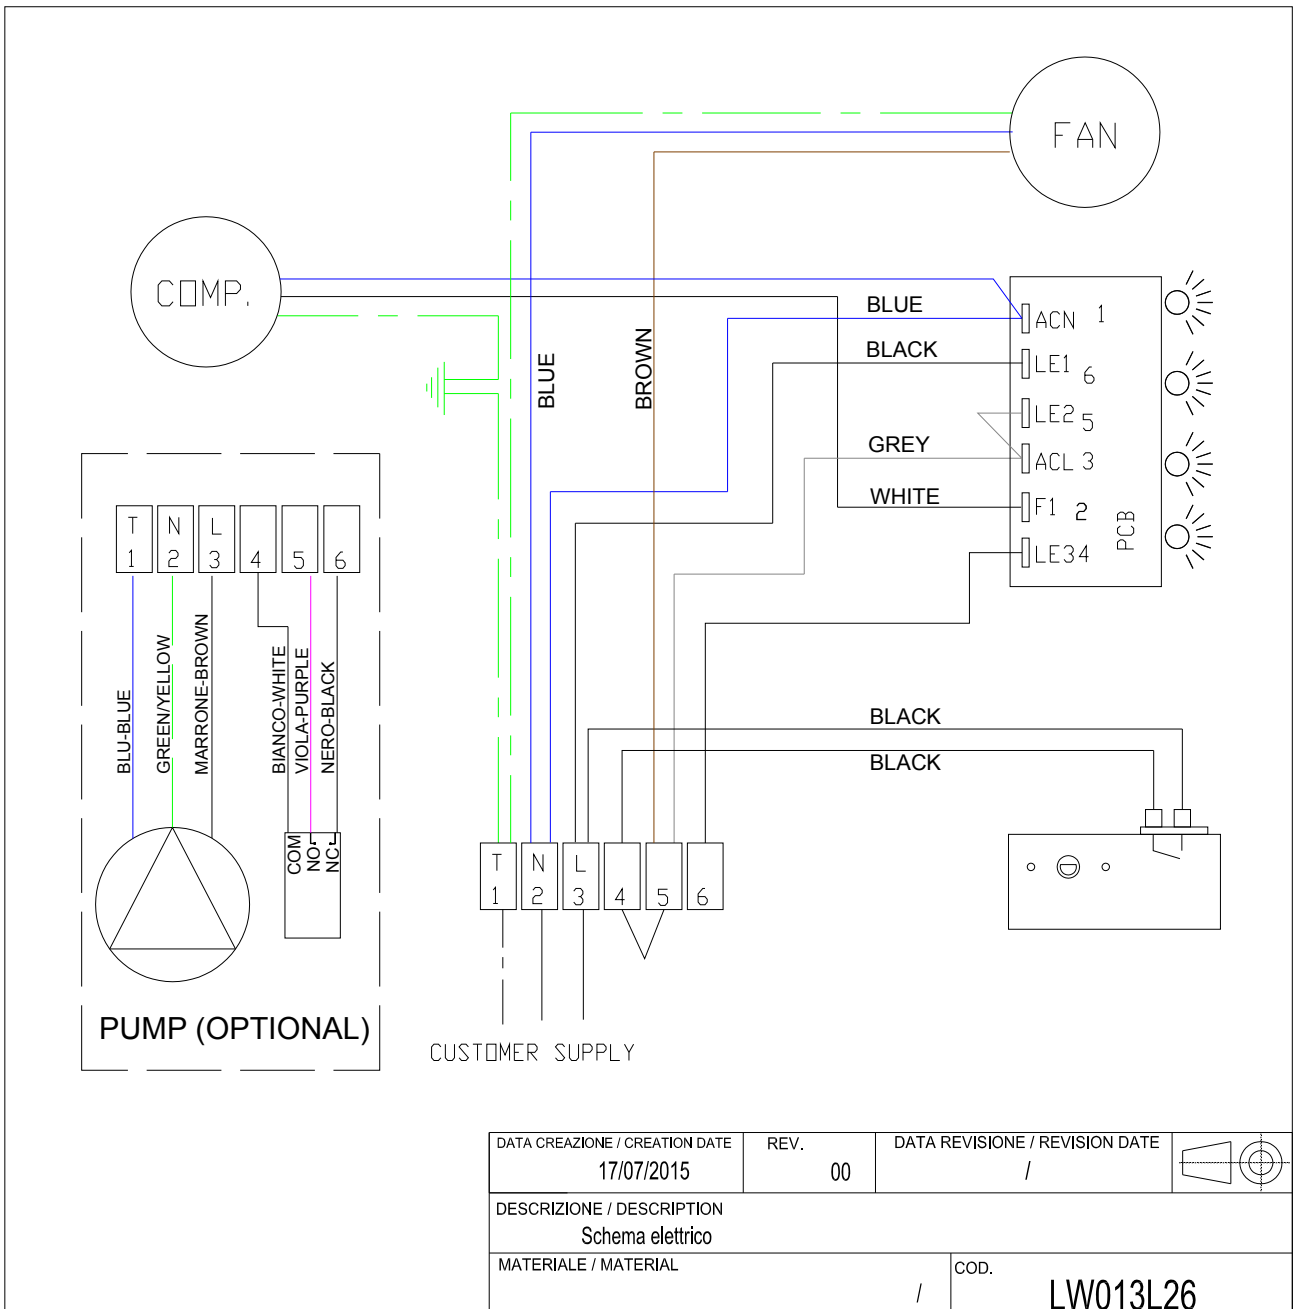 FAN
COMP.
BLUE
BLACK
GREY
WHITE
BLUE
BROWN
ACN 1
LE1 6
LE2 5
ACL 3
F1 2
LE3 4
PCB
T 1
N 2
L 3
4
5
6
BLU-BLUE
GREEN/YELLOW
MARRONE-BROWN
BIANCO-WHITE
VIOLA-PURPLE
NERO-BLACK
COM
NO
NC
PUMP (OPTIONAL)
BLACK
BLACK
T 1
N 2
L 3
4
5
6
CUSTOMER SUPPLY
DATA CREAZIONE / CREATION DATE
17/07/2015
REV.
00
DATA REVISIONE / REVISION DATE
/
DESCRIZIONE / DESCRIPTION
Schema elettrico
MATERIALE / MATERIAL
/
COD.
LW013L26